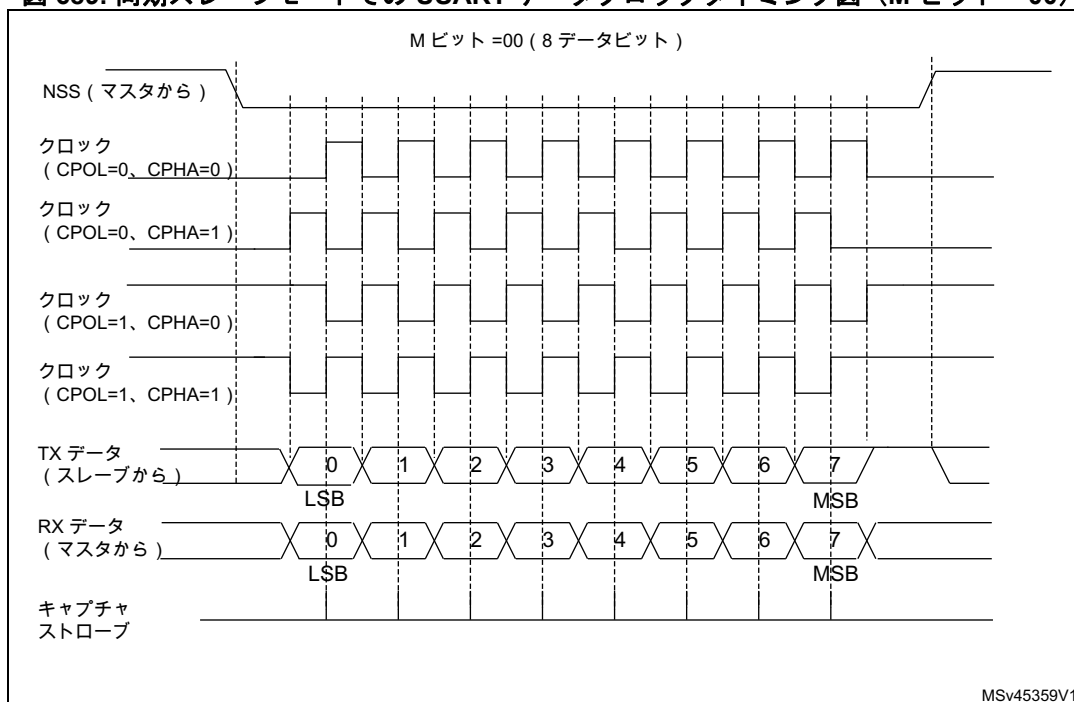 M ビット =00 ( 8 データビット )
NSS ( マスタから )
クロック
( CPOL=0、CPHA=0 )
クロック
( CPOL=0、CPHA=1 )
クロック
( CPOL=1、CPHA=0 )
クロック
( CPOL=1、CPHA=1 )
TX データ
( スレーブから )
0 1 2 3 4 5 6 7
LSB MSB
RX データ
( マスタから )
0 1 2 3 4 5 6 7
LSB MSB
キャプチャ
ストローブ
MSv45359V1